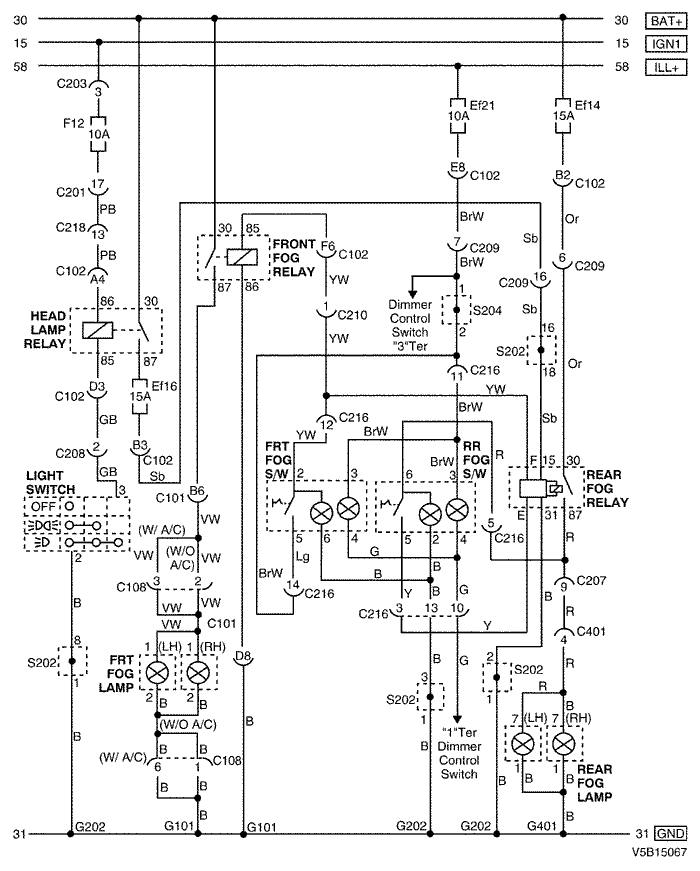 30 30 BAT+
15 15 IGN1
58 58 ILL+
C203 3
F12 10A
Ef21 10A
Ef14 15A
17 C201
PB
C218 13
PB
C102 A4
E8 C102
B2 C102
BrW
Or
7 C209
BrW
Sb
6 C209
16 C209
Sb
30 85
FRONT
FOG
RELAY
87 86
F6 C102
YW
1 C210
YW
Dimmer
Control
Switch
"3"Ter
1
S204
2
16
S202
18
Or
86 30
HEAD
LAMP
RELAY
85 87
D3 C102
GB
Ef16 15A
B3 C102
Sb
2 C208
GB
C216 11
YW
BrW
Sb
C216 12
YW
BrW
R
LIGHT
SWITCH
3
OFF
2
C101 B6
VW
(W/ A/C)
(W/O
A/C)
VW
VW
C108 3 2
VW
VW
C101
VW
FRT
FOG
S/W
2 3
5 6 4
RR
FOG
S/W
BrW
6 3
5 2 1
F 15 30
REAR
FOG
RELAY
E 31 87
5 C216
R
Lg
G
B
B
BrW
14 C216
Y
B
G
C216 3 13 10
Y
B
9 C207
R
4 C401
B
8
S202
1
B
FRT
FOG
LAMP
1 (LH) 1 (RH)
2 2
B B
(W/O A/C)
(W/ A/C)
B B
6 1 C108
B B
D8
B
B
3
S202
1
B
G
"1"Ter
Dimmer
Control
Switch
2
S202
1
B
R
R
7 (LH) 7 (RH)
1 1
B B
REAR
FOG
LAMP
B
31 G202 G101 G101 G202 G202 G401 31 GND
V5B15067